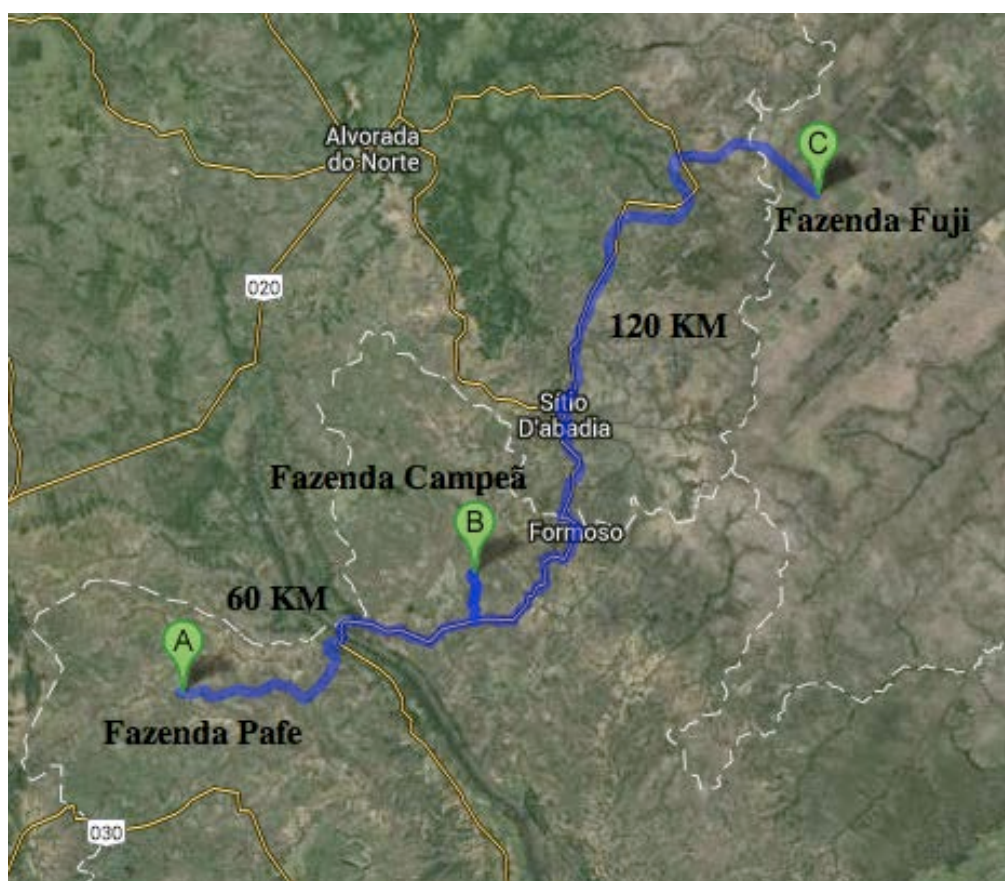 Alvorada
do Norte
C
Fazenda Fuji
020
120 KM
Sítio
D'abadia
Fazenda Campeã
B
Formoso
60 KM
A
Fazenda Pafe
030